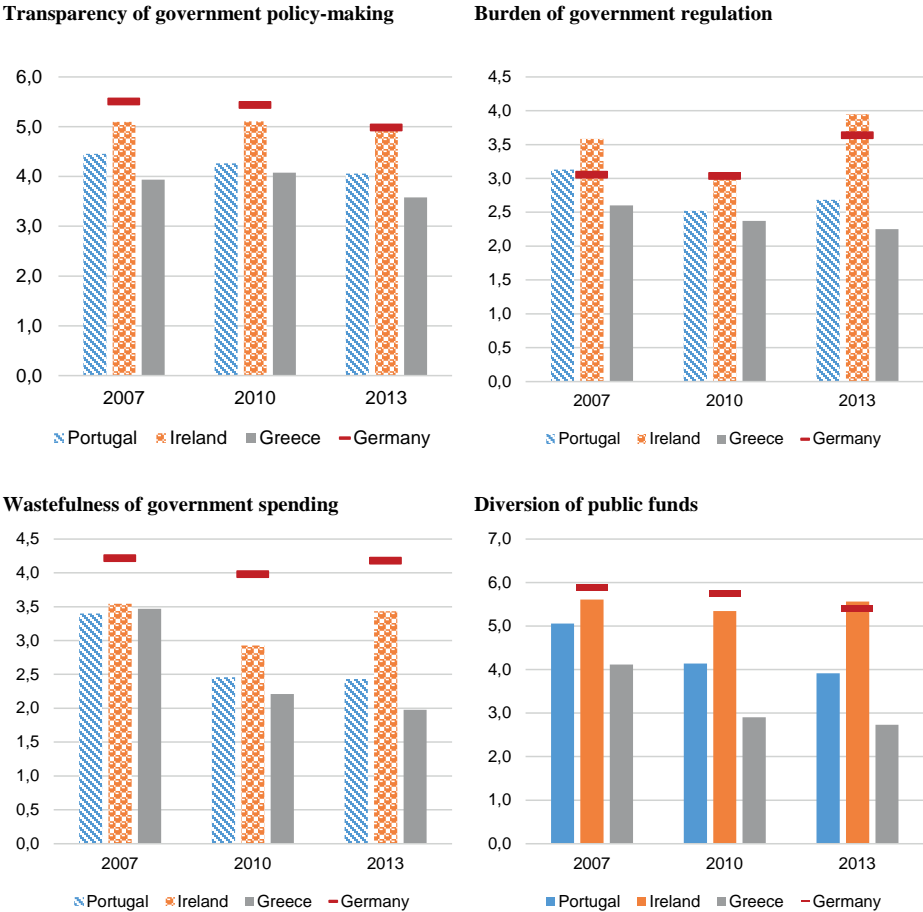 Transparency of government policy-making
6,0
5,0
4,0
3,0
2,0
1,0
0,0
2007 2010 2013
Portugal Ireland Greece Germany
Burden of government regulation
4,5
4,0
3,5
3,0
2,5
2,0
1,5
1,0
0,5
0,0
2007 2010 2013
Portugal Ireland Greece Germany
Wastefulness of government spending
4,5
4,0
3,5
3,0
2,5
2,0
1,5
1,0
0,5
0,0
2007 2010 2013
Portugal Ireland Greece Germany
Diversion of public funds
7,0
6,0
5,0
4,0
3,0
2,0
1,0
0,0
2007 2010 2013
Portugal Ireland Greece Germany